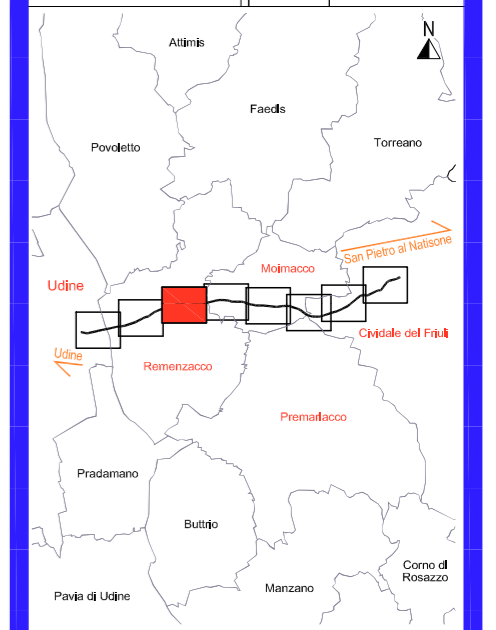 Attimis
N
Faedis
Povoletto
Torreano
San Pietro al Natisone
Moimacco
Udine
Cividale del Friuli
Udine
Remenzacco
Premariacco
Pradamano
Buttrio
Corno di
Rosazzo
Manzano
Pavia di Udine